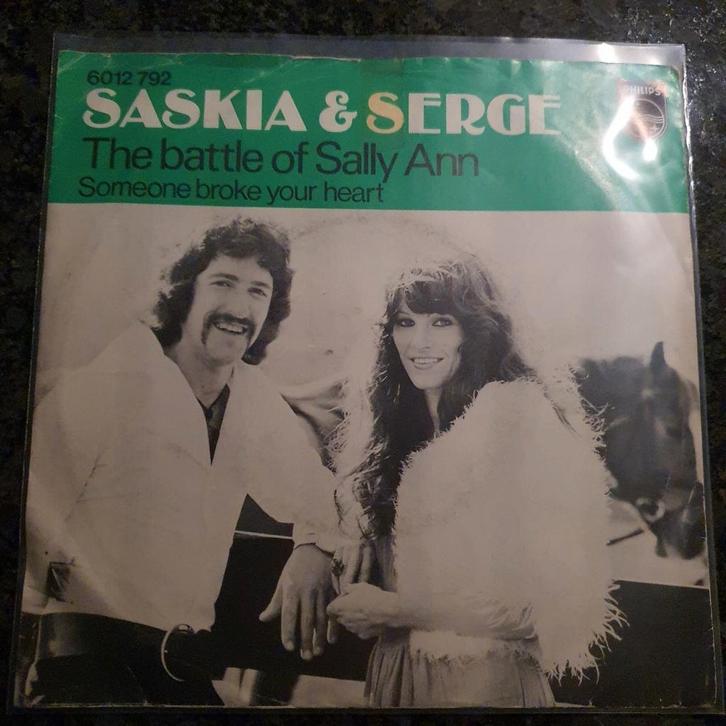 6012 792
SASKIA & SERGE
PHILIPS
The battle of Sally Ann
Someone broke your heart